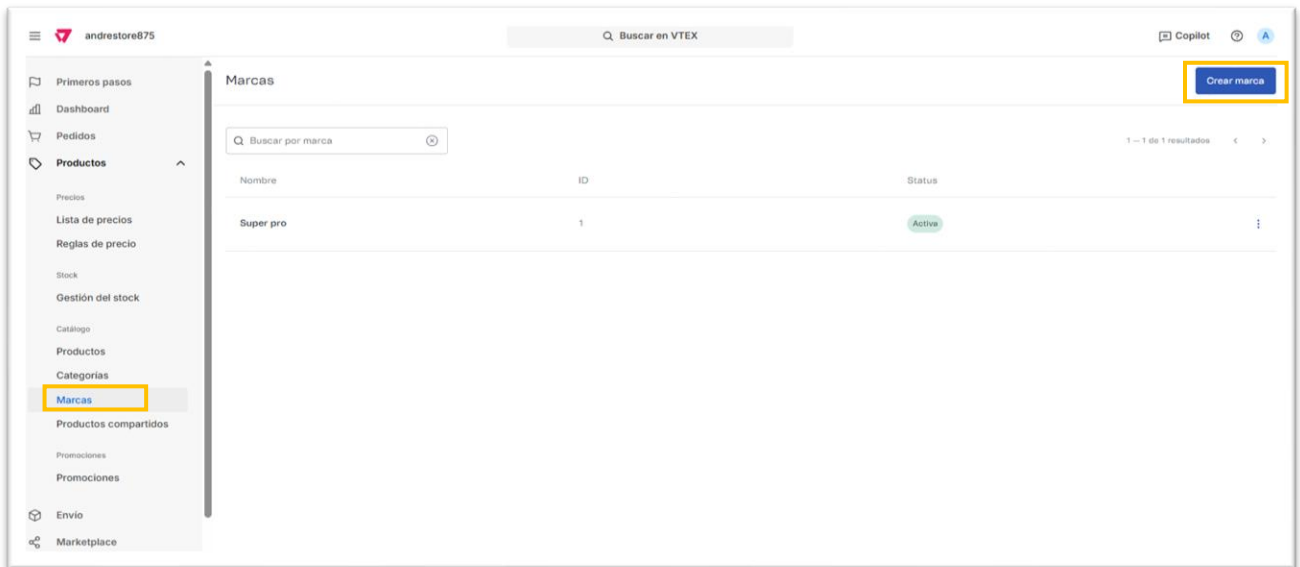 andrestore875
Buscar en VTEX
Copilot
A
Primeros pasos
Dashboard
Pedidos
Productos
Precios
Lista de precios
Reglas de precio
Stock
Gestión del stock
Catálogo
Productos
Categorías
Marcas
Productos compartidos
Promociones
Promociones
Envío
Marketplace
Marcas
Crear marca
Buscar por marca
1 – 1 de 1 resultados
Nombre ID Status
Super pro 1 Activa